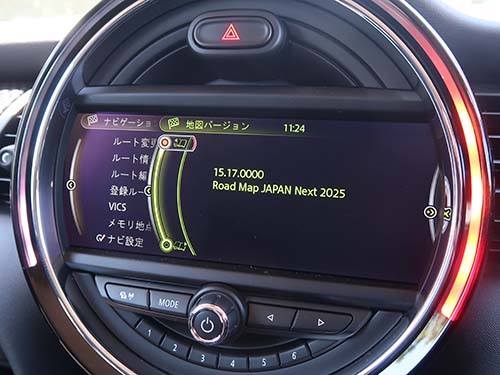 ナビゲーショ
地図バージョン
11:24
ルート変更
ルート情
ルート編
登録ルー
VICS
メモリ地点
ナビ設定
15.17.0000
Road Map JAPAN Next 2025
MODE
1 2 3 4 5 6